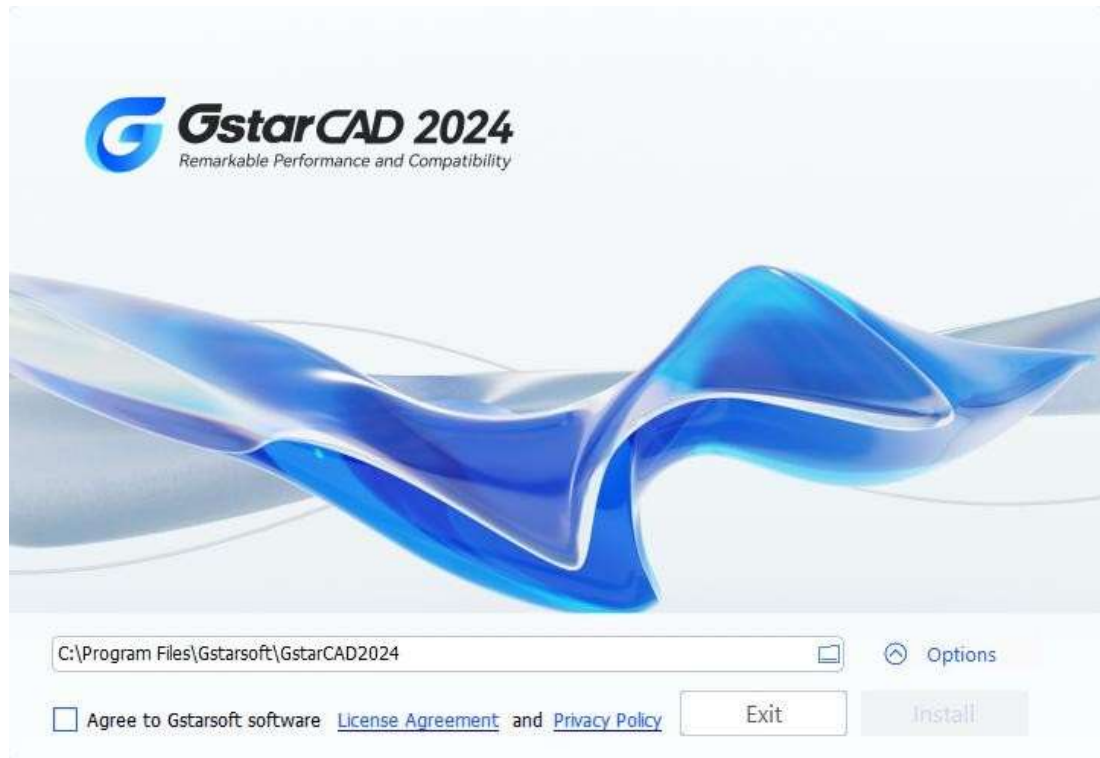 GstarCAD 2024
Remarkable Performance and Compatibility
C:\Program Files\Gstarsoft\GstarCAD2024
Options
Agree to Gstarsoft software License Agreement and Privacy Policy
Exit
Install